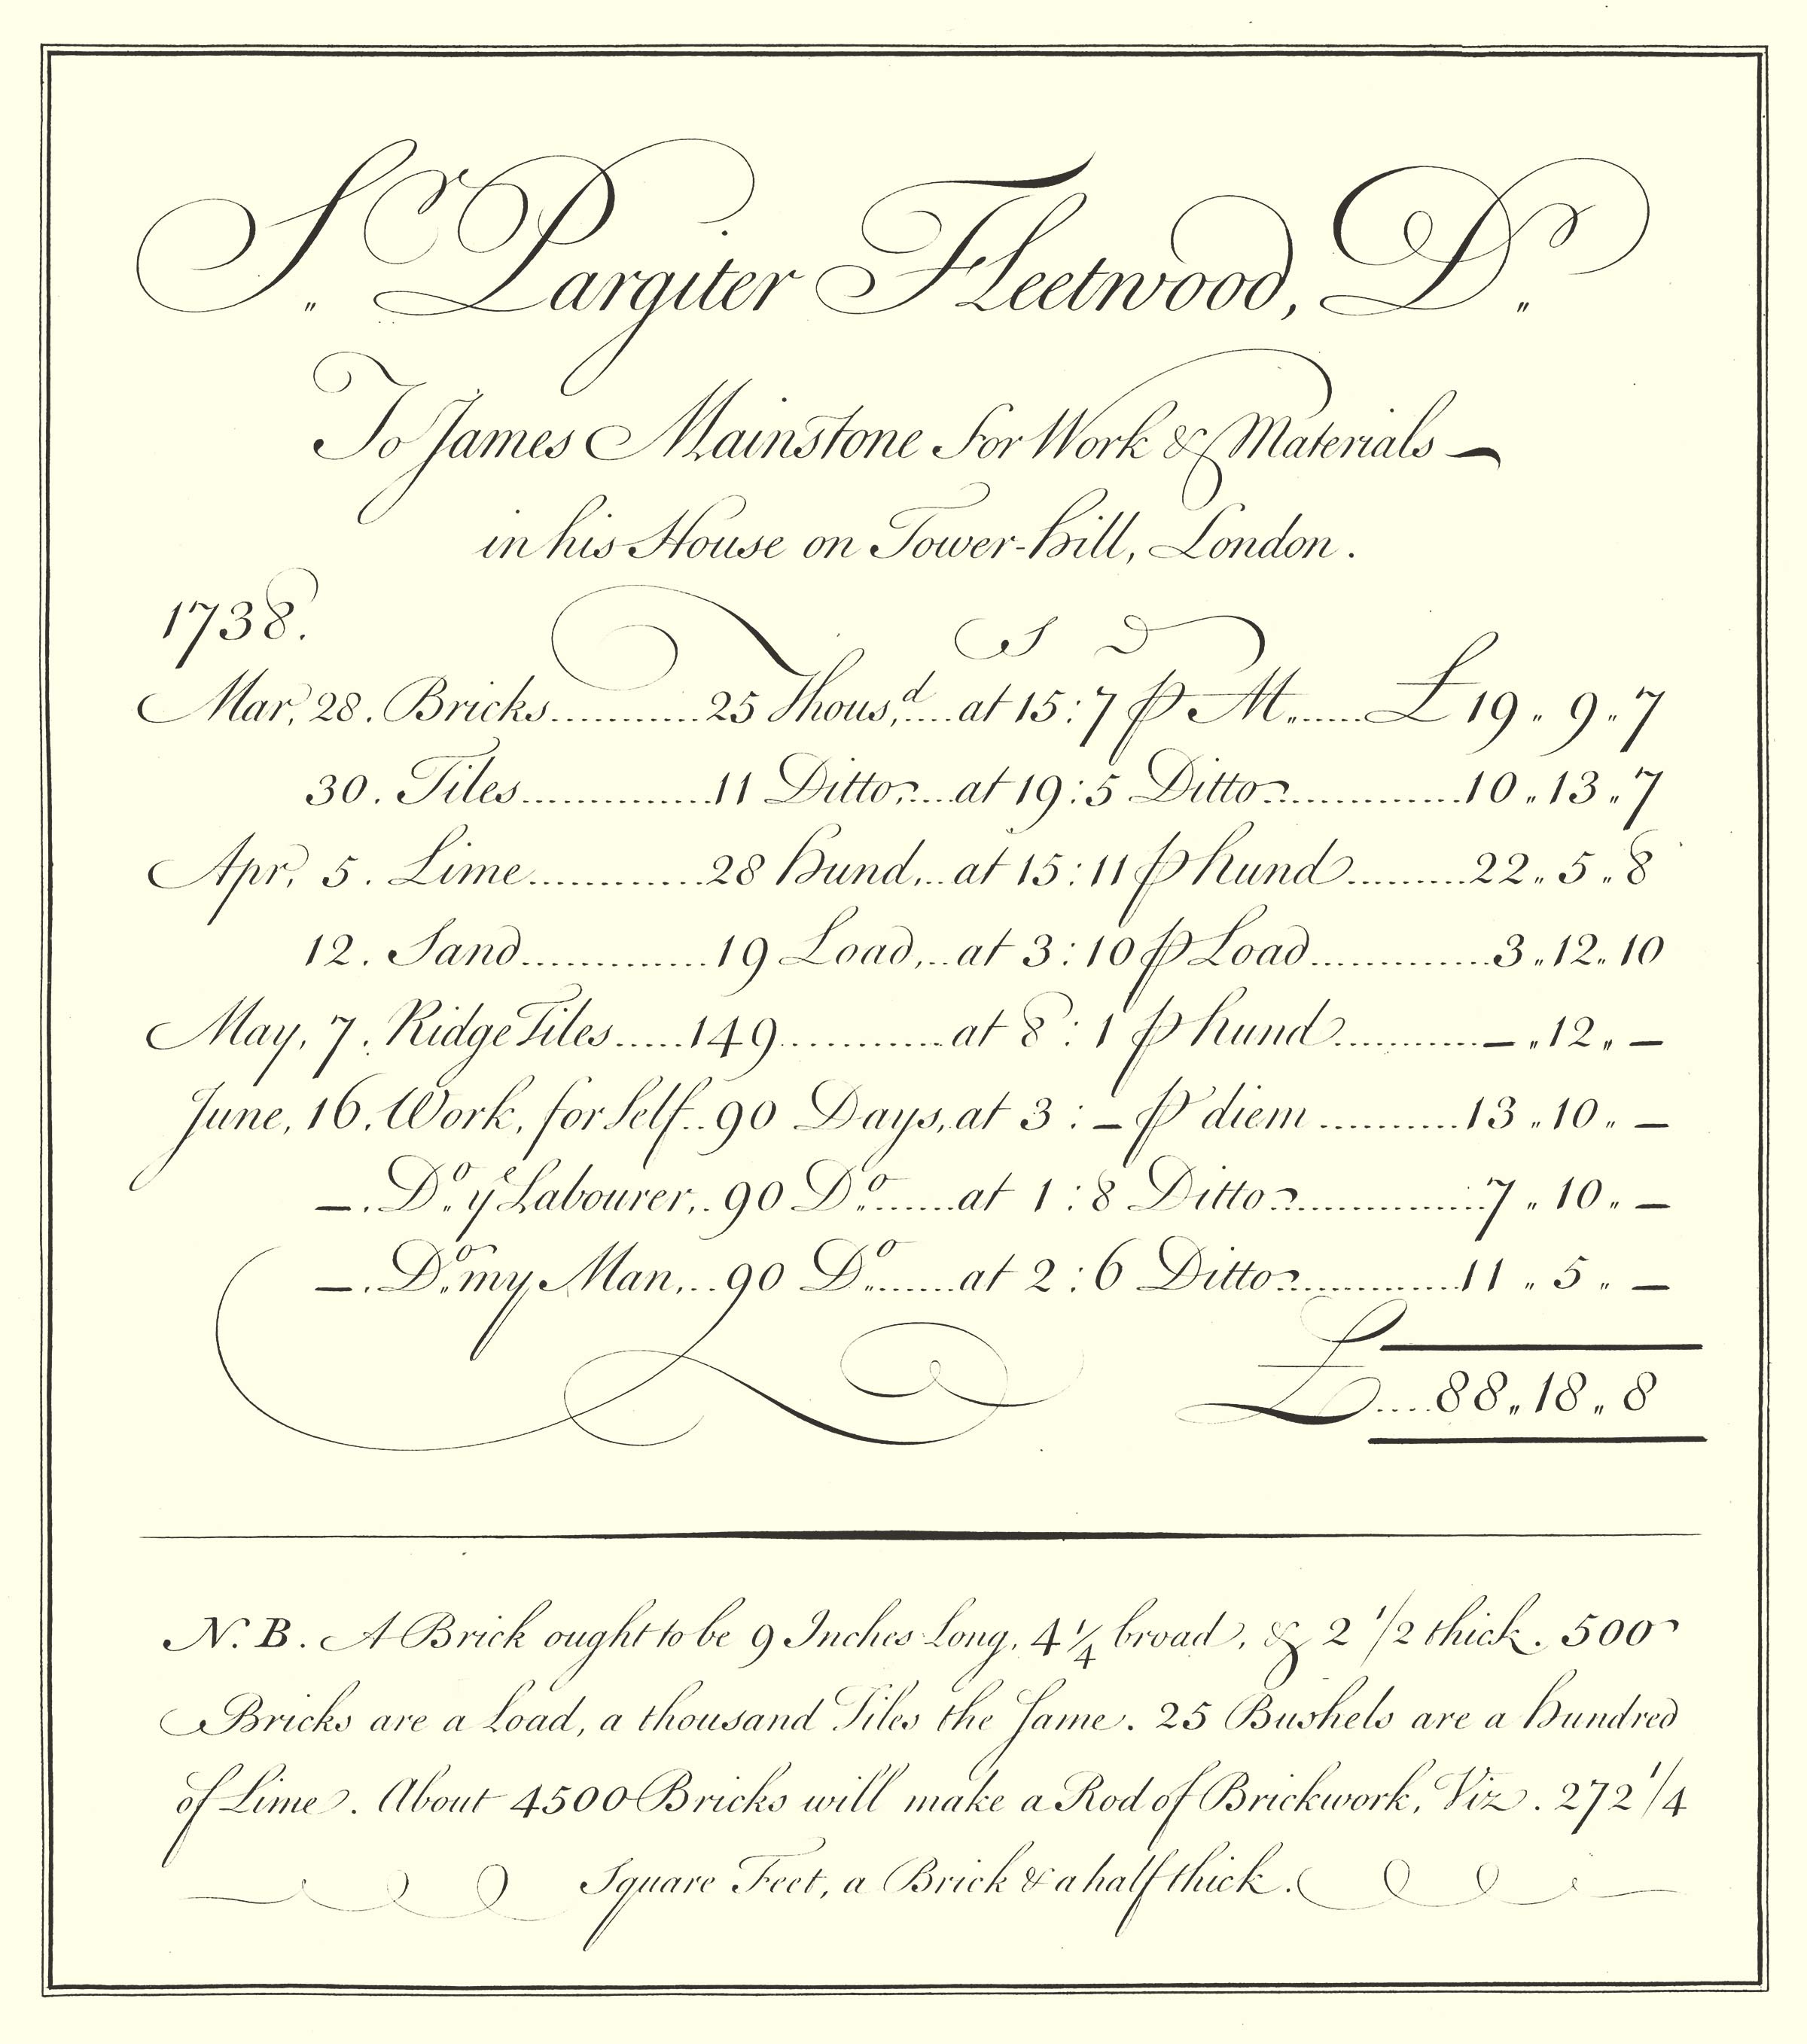 Sr. Pargiter Fleetwood, Dr.
To James Mainstone For Work & Materials —
in his House on Tower-Hill, London.
1738. S D
Mar, 28. Bricks............25 Thous,d....at 15:7 ⅌ M.......£ 19 " 9 " 7
30. Tiles...............11 Ditto,....at 19:5 Ditto...............10 " 13 " 7
Apr, 5. Lime............28 Hund,..at 15:11 ⅌ hund..........22 " 5 " 8
12. Sand...............19 Load,..at 3:10 ⅌ Load...............3 " 12 " 10
May, 7. Ridge Tiles......149.............at 8:1 ⅌ hund.............— " 12 " —
June, 16. Work, for Self..90 Days, at 3:— ⅌ diem ............13 " 10 " —
—. Do. ye Labourer,..90 Do.......at 1:8 Ditto................7 " 10 " —
—. Do. my Man,...90 Do.......at 2:6 Ditto..............11 " 5 " —
£....88 " 18 " 8
N. B. A Brick ought to be 9 Inches Long, 4 1/4 broad, & 2 1/2 thick. 500
Bricks are a Load, a thousand Tiles the Same. 25 Bushels are a Hundred
of Lime. About 4500 Bricks will make a Rod of Brickwork, Viz. 272 1/4
Square Feet, a Brick & a half thick.